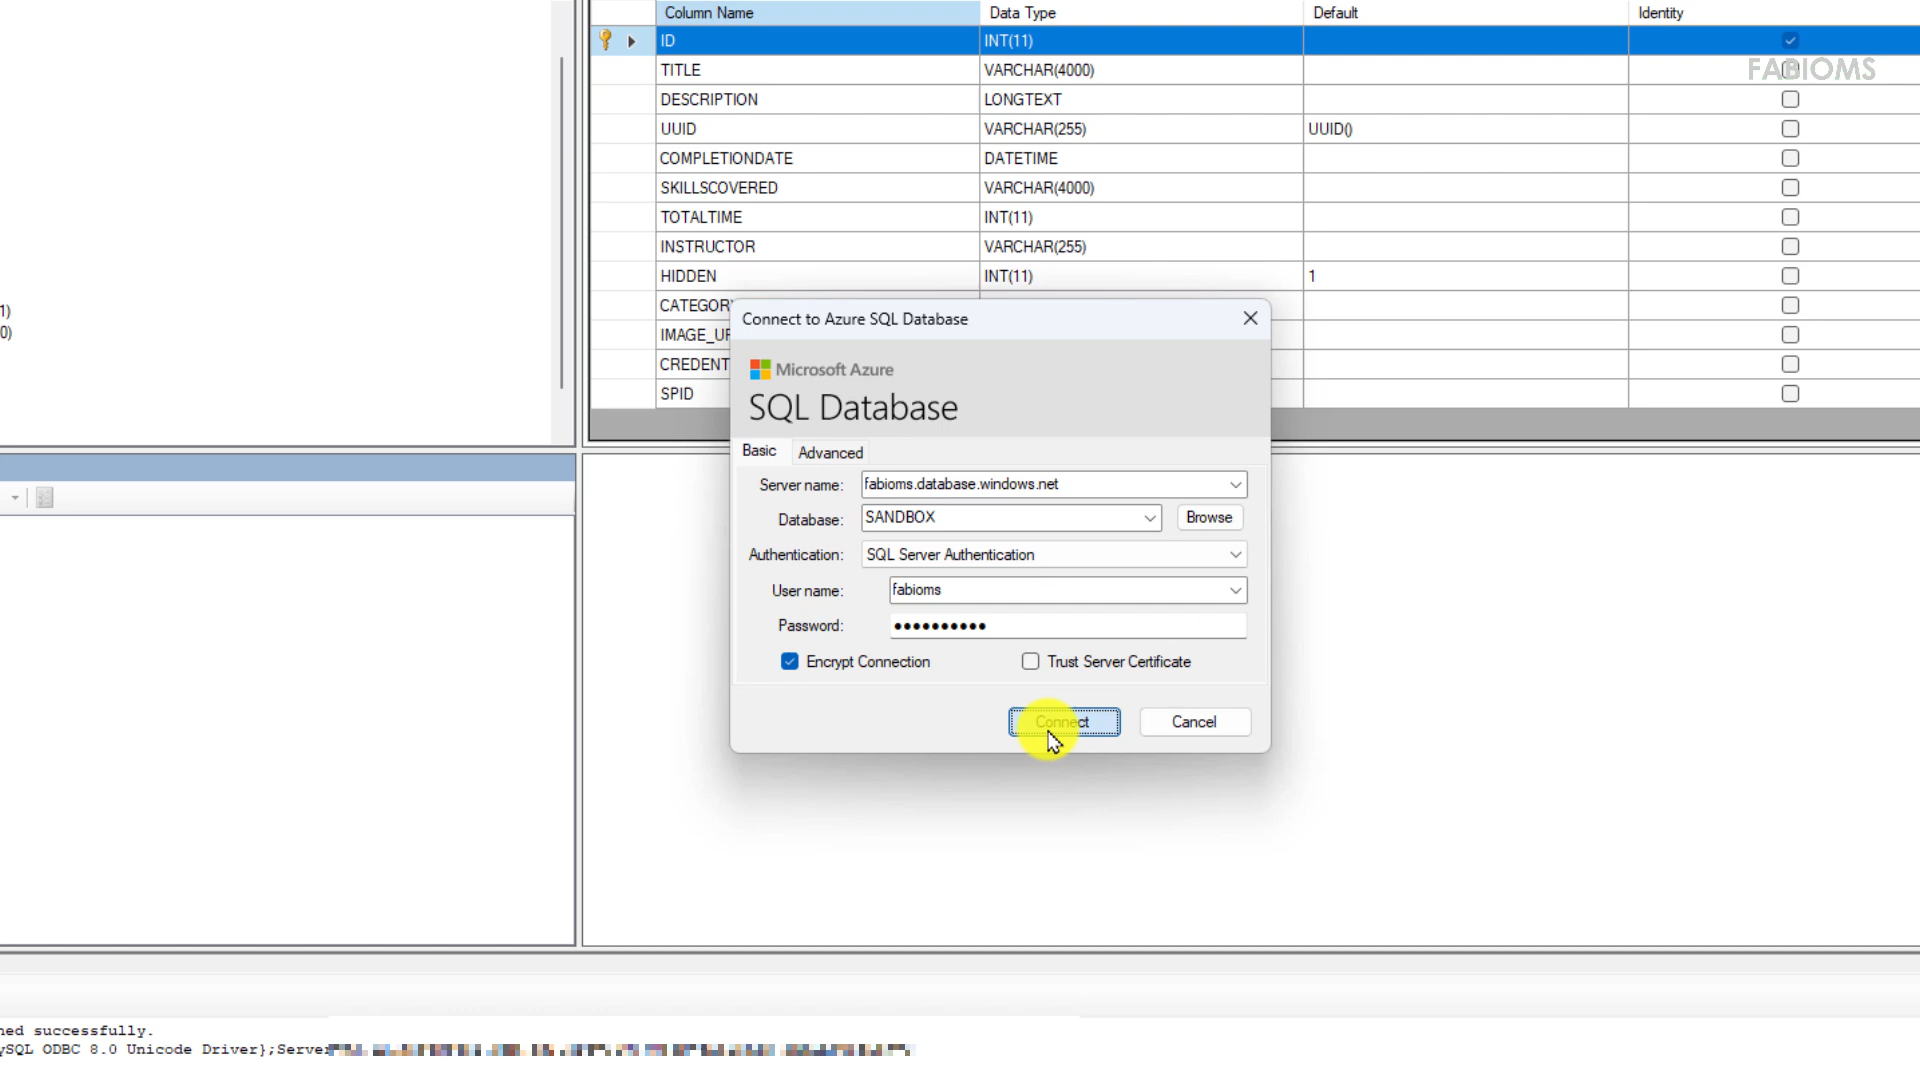 Column Name Data Type Default Identity
ID INT(11)
FABIOMS
TITLE VARCHAR(4000)
DESCRIPTION LONGTEXT
UUID VARCHAR(255) UUID()
COMPLETIONDATE DATETIME
SKILLSCOVERED VARCHAR(4000)
TOTALTIME INT(11)
INSTRUCTOR VARCHAR(255)
HIDDEN INT(11) 1
CATEGOR
IMAGE_UR
CREDENT
SPID
1)
0)
Connect to Azure SQL Database
Microsoft Azure
SQL Database
Basic Advanced
Server name: fabioms.database.windows.net
Database: SANDBOX Browse
Authentication: SQL Server Authentication
User name: fabioms
Password: ●●●●●●●●●●
Encrypt Connection Trust Server Certificate
Connect Cancel
ned successfully.
ySQL ODBC 8.0 Unicode Driver};Server